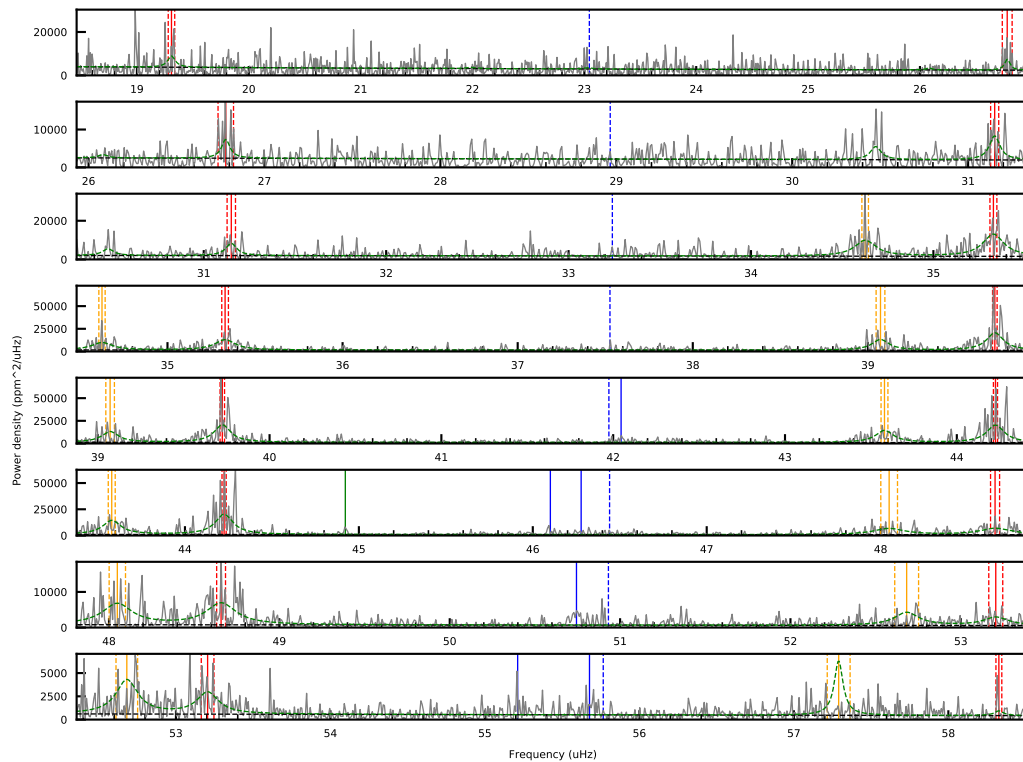 20000
0
19 20 21 22 23 24 25 26
10000
0
26 27 28 29 30 31
20000
0
31 32 33 34 35
50000
25000
0
35 36 37 38 39
50000
25000
0
39 40 41 42 43 44
50000
25000
0
44 45 46 47 48
10000
0
48 49 50 51 52 53
5000
2500
0
53 54 55 56 57 58
Power density (ppm^2/uHz)
Frequency (uHz)